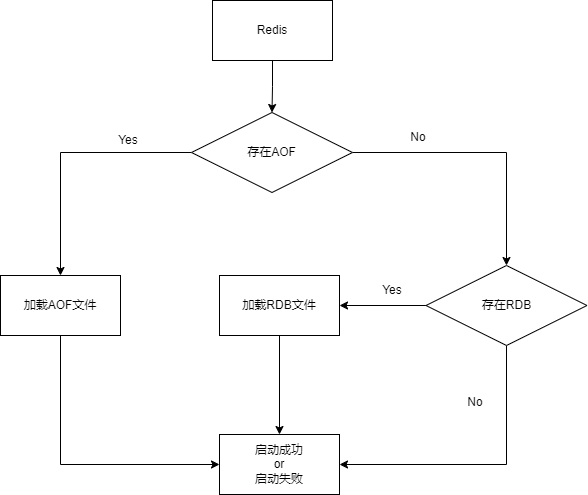 Redis
Yes
存在AOF
No
加载AOF文件
加载RDB文件
Yes
存在RDB
No
启动成功
or
启动失败